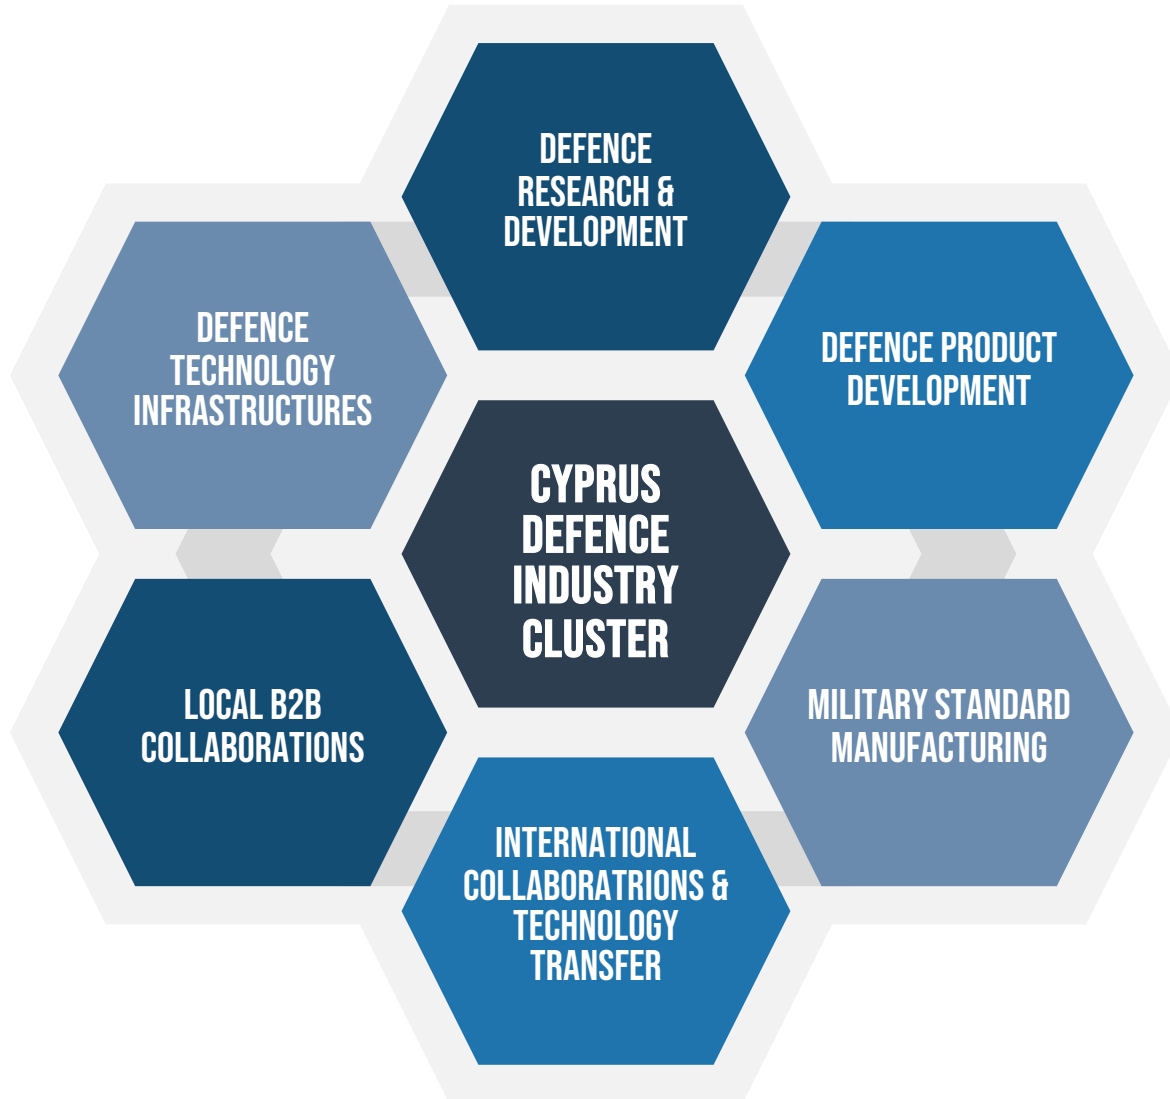 DEFENCE
RESEARCH &
DEVELOPMENT
DEFENCE
TECHNOLOGY
INFRASTRUCTURES
DEFENCE PRODUCT
DEVELOPMENT
CYPRUS
DEFENCE
INDUSTRY
CLUSTER
LOCAL B2B
COLLABORATIONS
MILITARY STANDARD
MANUFACTURING
INTERNATIONAL
COLLABORATRIONS &
TECHNOLOGY
TRANSFER